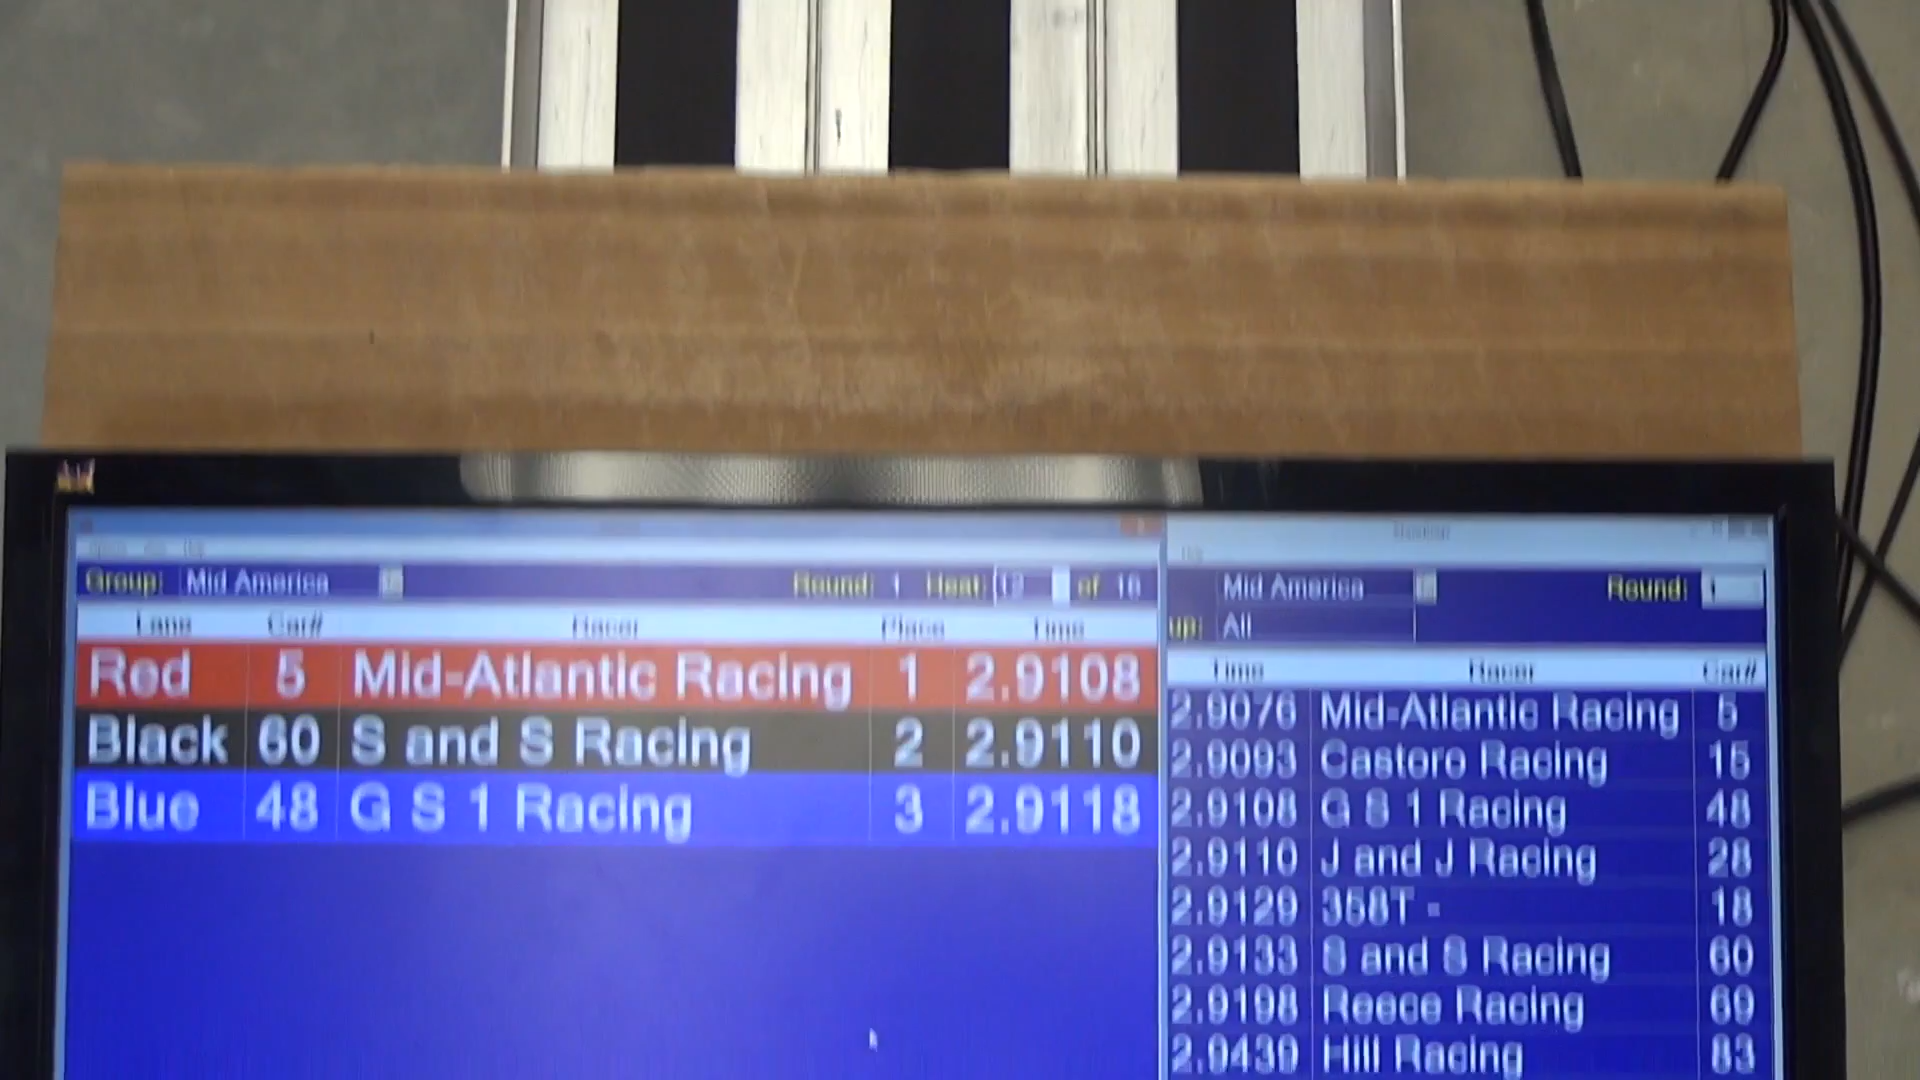 Group: Mid America Round: 1 Heat: of 16
Lane Car# Racer Place Time
Red 5 Mid-Atlantic Racing 1 2.9108
Black 60 S and S Racing 2 2.9110
Blue 48 G S 1 Racing 3 2.9118
Mid America Round: 1
up: All
Time Racer Car#
2.9076 Mid-Atlantic Racing 5
2.9093 Castoro Racing 15
2.9108 G S 1 Racing 48
2.9110 J and J Racing 28
2.9129 358T - 18
2.9133 S and S Racing 60
2.9198 Reece Racing 69
2.9439 Hill Racing 83